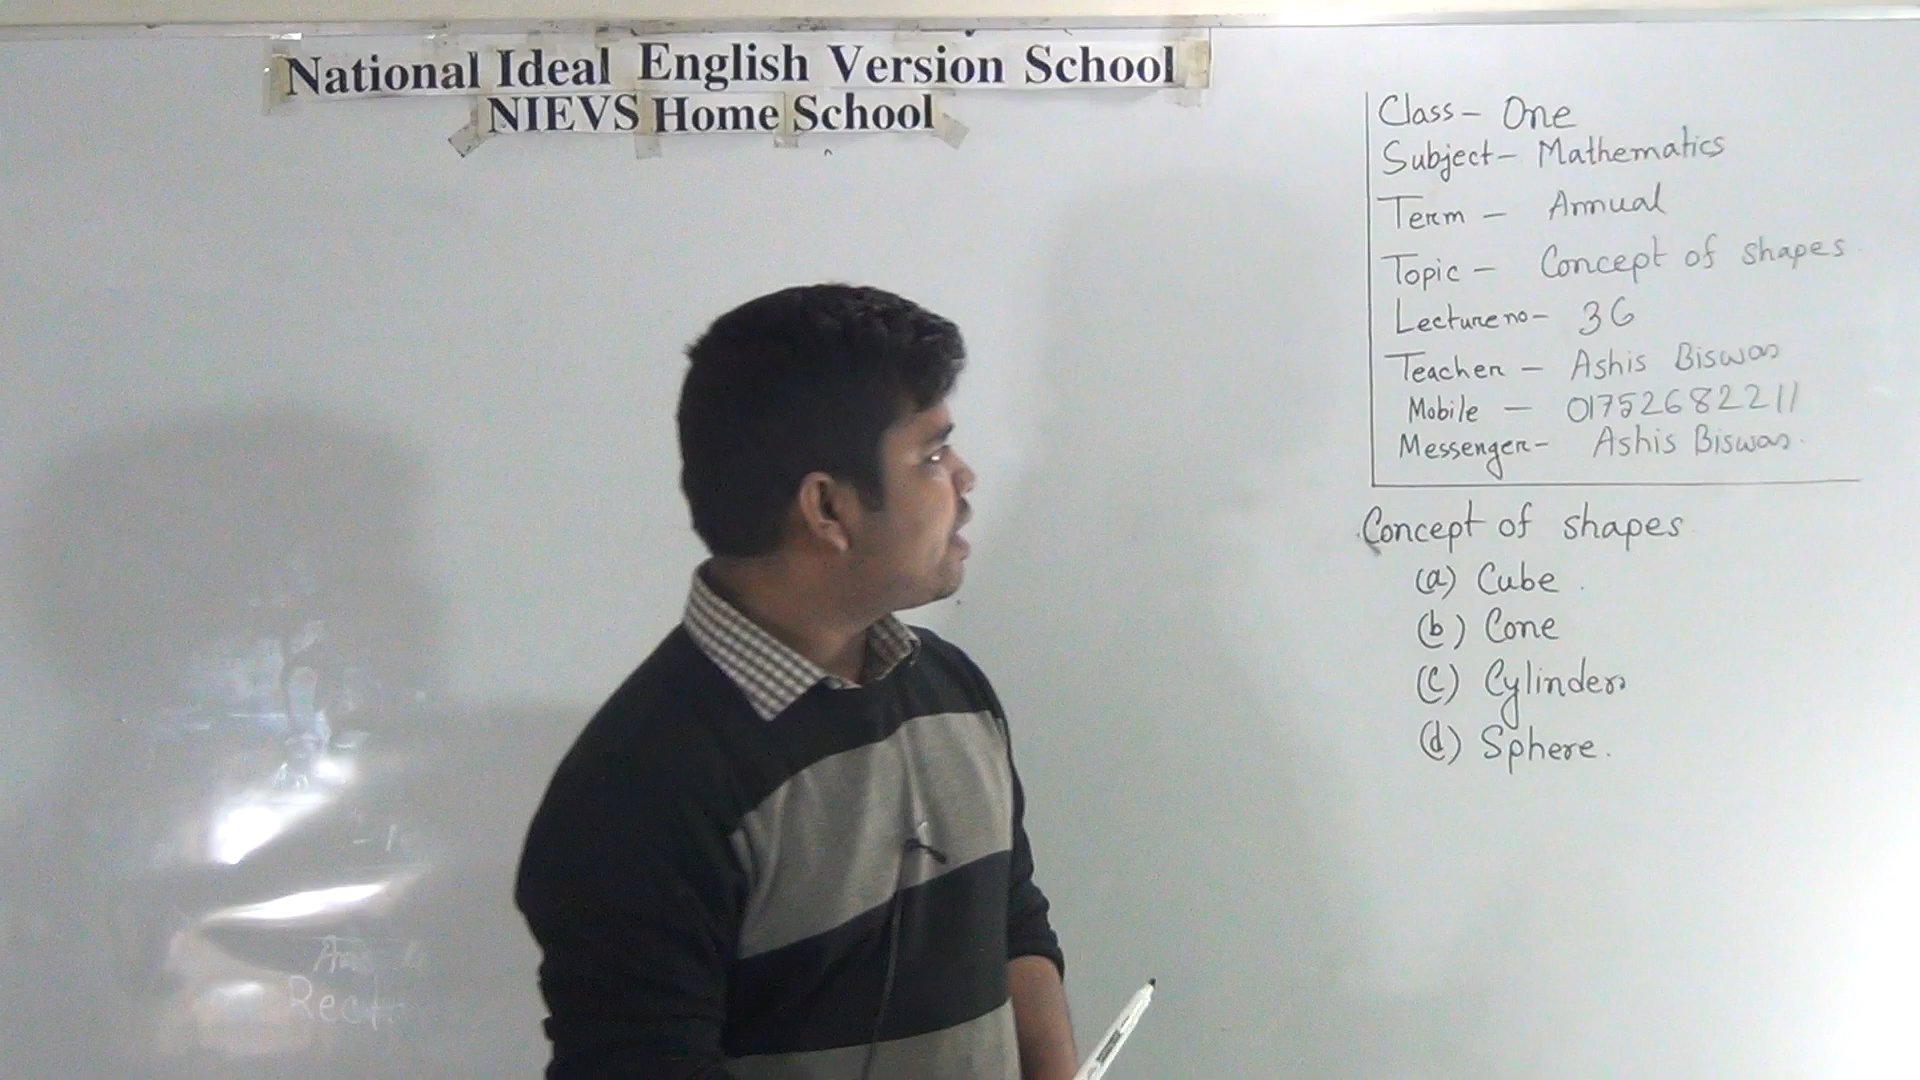 National Ideal English Version School
NIEVS Home School
Class - One
Subject - Mathematics
Term - Annual
Topic - Concept of shapes
Lecture no - 36
Teacher - Ashis Biswas
Mobile - 01752682211
Messenger - Ashis Biswas.
Concept of shapes
(a) Cube.
(b) Cone
(c) Cylinder
(d) Sphere.